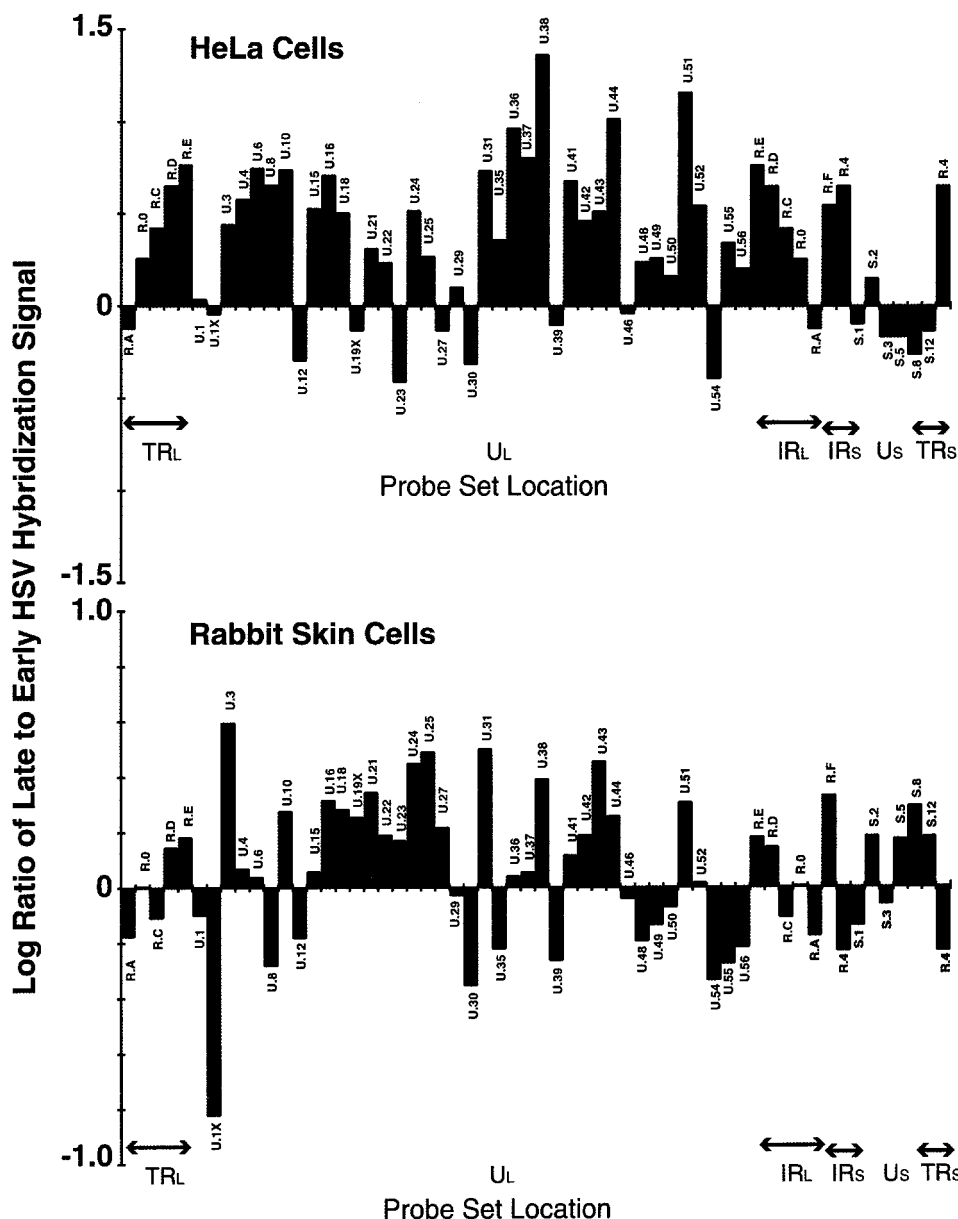 Log Ratio of Late to Early HSV Hybridization Signal
1.5
HeLa Cells
0
-1.5
R.A
R.0
R.C
R.D
R.E
U.1
U.1X
U.3
U.4
U.6
U.8
U.10
U.12
U.15
U.16
U.18
U.19X
U.21
U.22
U.23
U.24
U.25
U.27
U.29
U.30
U.31
U.35
U.36
U.37
U.38
U.39
U.41
U.42
U.43
U.44
U.46
U.48
U.49
U.50
U.51
U.52
U.54
U.55
U.56
R.E
R.D
R.C
R.0
R.A
R.F
R.4
S.1
S.2
S.3
S.5
S.8
S.12
R.4
TRL UL IRL IRS US TRS
Probe Set Location
1.0
Rabbit Skin Cells
0
-1.0
R.A
R.0
R.C
R.D
R.E
U.1
U.1X
U.3
U.4
U.6
U.8
U.10
U.12
U.15
U.16
U.18
U.19X
U.21
U.22
U.23
U.24
U.25
U.27
U.29
U.30
U.31
U.35
U.36
U.37
U.38
U.39
U.41
U.42
U.43
U.44
U.46
U.48
U.49
U.50
U.51
U.52
U.54
U.55
U.56
R.E
R.D
R.C
R.0
R.A
R.F
R.4
S.1
S.2
S.3
S.5
S.8
S.12
R.4
TRL UL IRL IRS US TRS
Probe Set Location